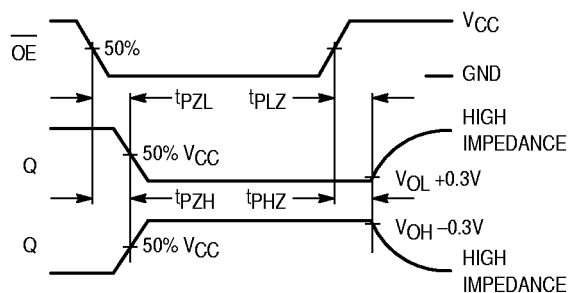 VCC
OE
50%
GND
tPZL
tPLZ
HIGH
IMPEDANCE
Q
50% VCC
VOL +0.3V
tPZH
tPHZ
VOH –0.3V
Q
50% VCC
HIGH
IMPEDANCE